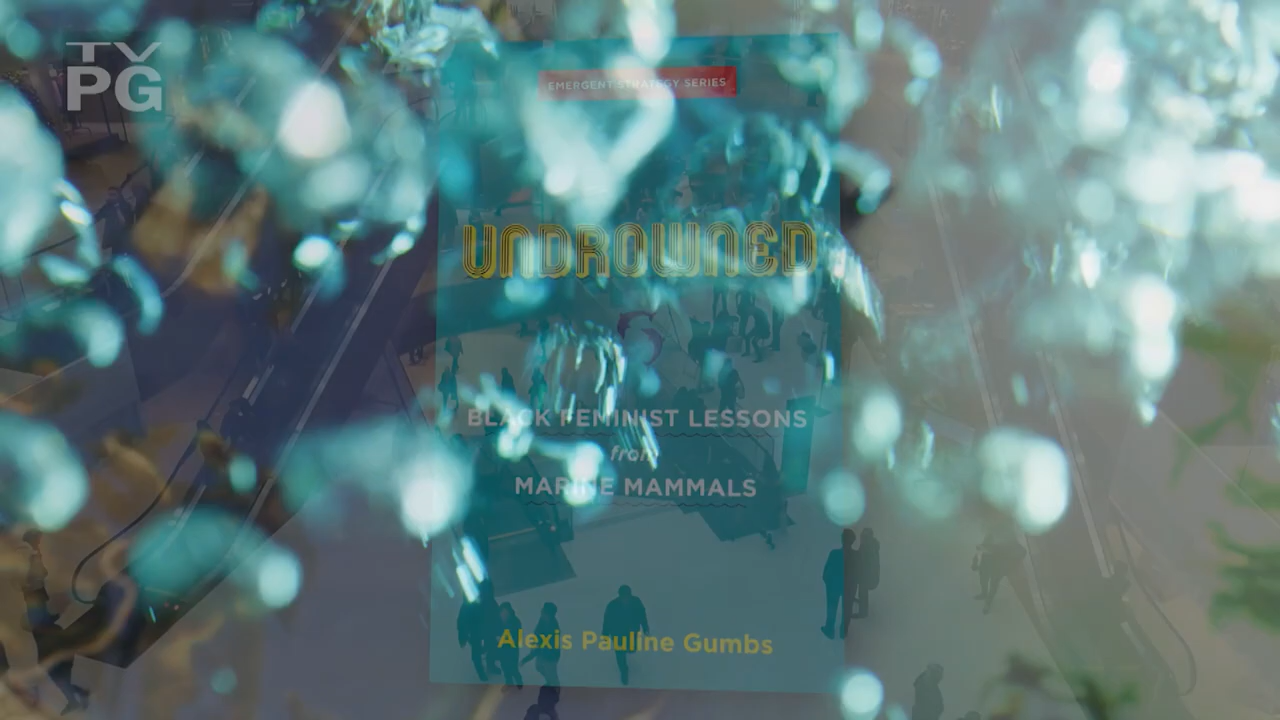 TV
PG
EMERGENT STRATEGY SERIES
UNDROWNED
BLACK FEMINIST LESSONS
from
MARINE MAMMALS
Alexis Pauline Gumbs